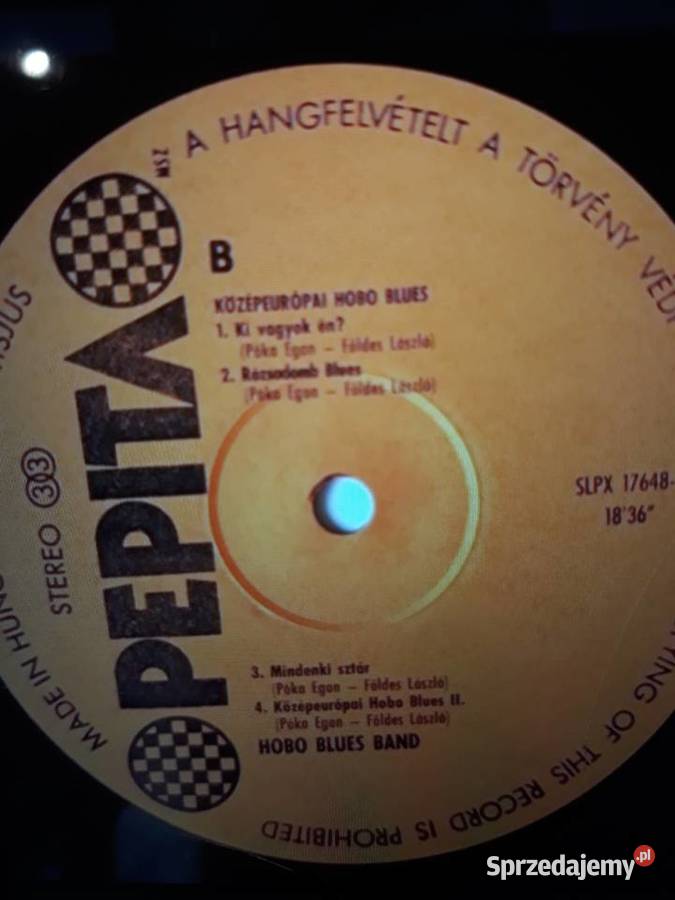 A HANGFELVÉTELT A TÖRVÉNY VÉDI
MSZ
B
KÖZÉPEURÓPAI HOBO BLUES
1. Ki vagyok én?
(Póka Egon – Földes László)
2. Rózsadomb Blues
(Póka Egon – Földes László)
PEPITA
STEREO 33
SLPX 17648-
18'36"
3. Mindenki sztár
(Póka Egon – Földes László)
4. Középeurópai Hobo Blues II.
(Póka Egon – Földes László)
HOBO BLUES BAND
MADE IN HUNG
OF THIS RECORD IS PROHIBITED
Sprzedajemy.pl